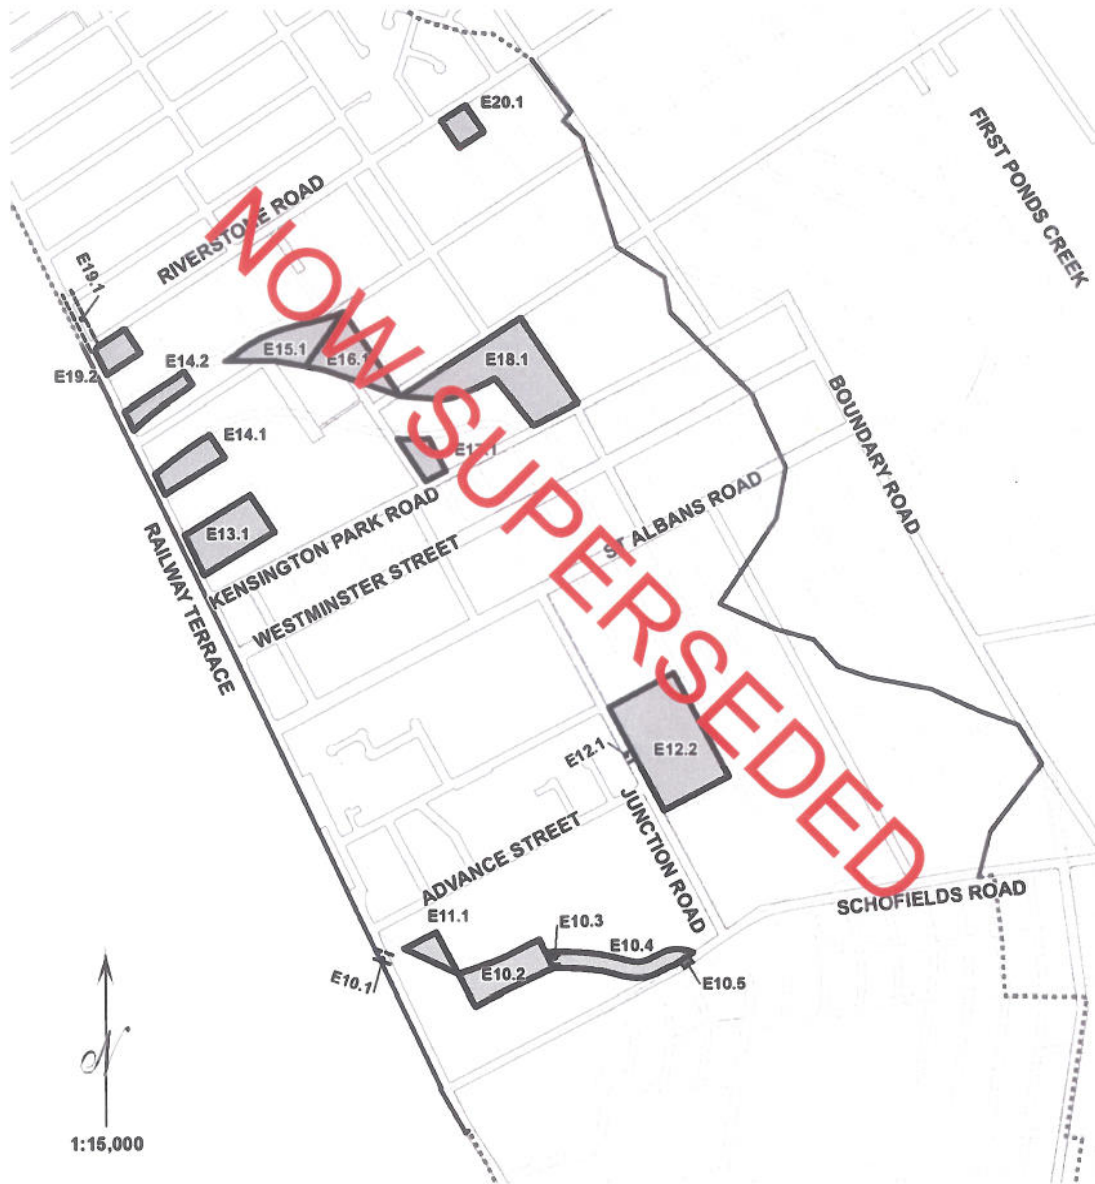 E20.1
FIRST PONDS CREEK
RIVERSTONE ROAD
NOW SUPERSEDED
E19.1
E15.1
E16.1
E18.1
E14.2
E19.2
BOUNDARY ROAD
E14.1
E17.1
E13.1
KENSINGTON PARK ROAD
ST ALBANS ROAD
WESTMINSTER STREET
RAILWAY TERRACE
E12.1
E12.2
JUNCTION ROAD
ADVANCE STREET
SCHOFIELDS ROAD
E11.1
E10.3
E10.4
E10.2
E10.1
E10.5
N
1:15,000